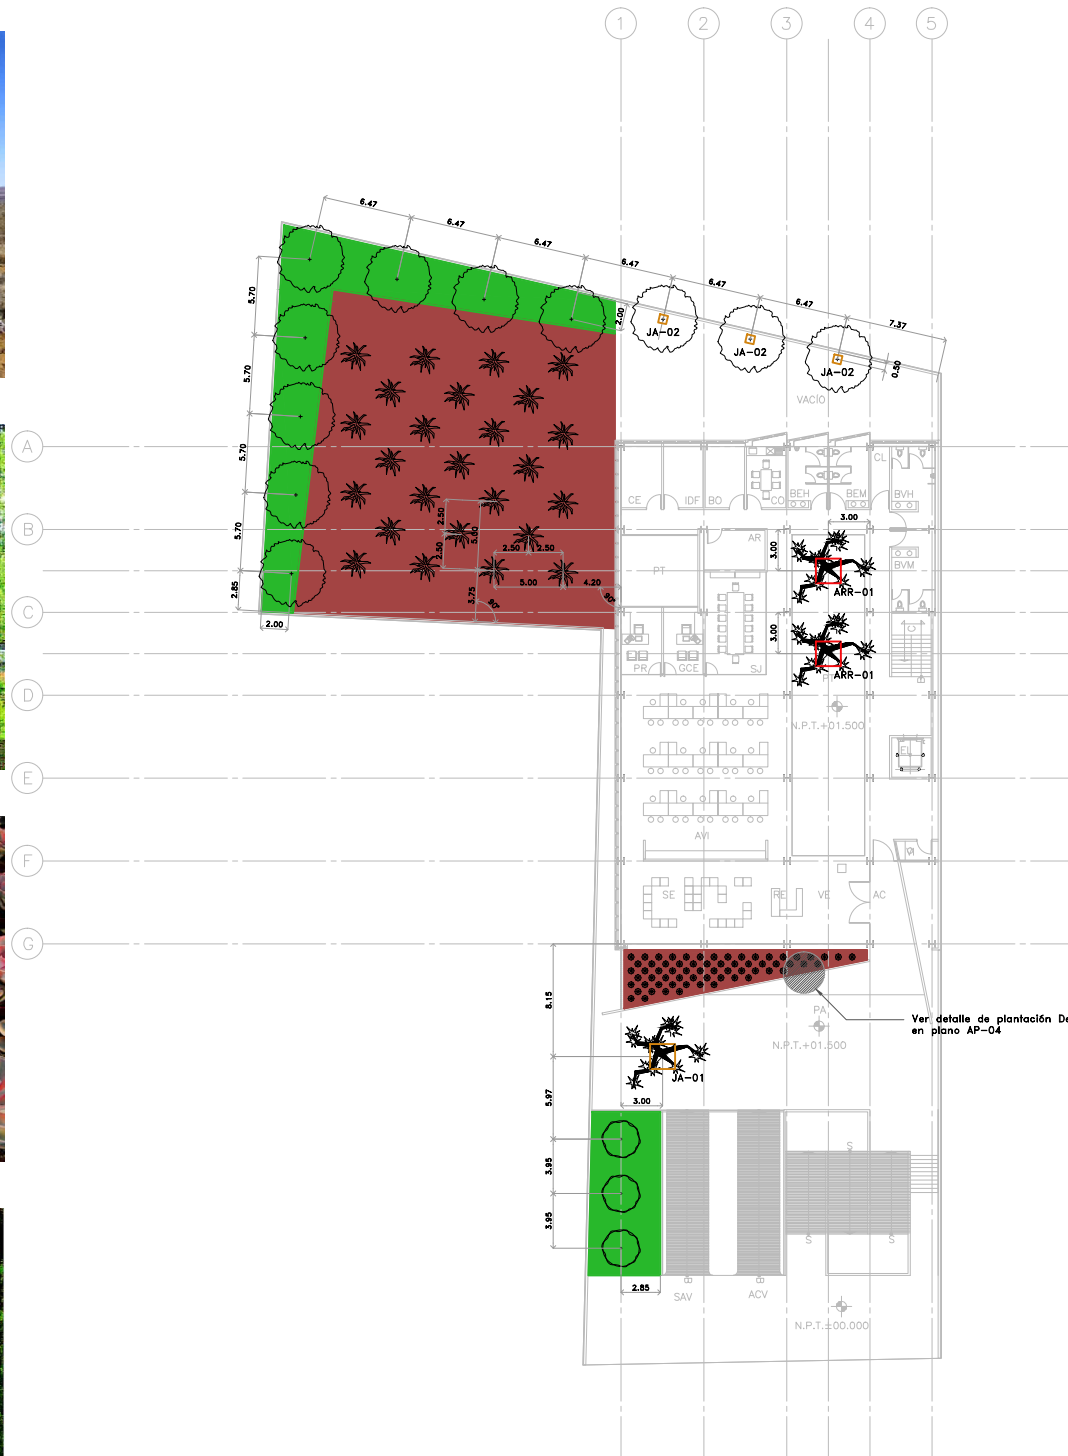 1 2 3 4 5
6.47
6.47
6.47
6.47
6.47
6.47
7.37
5.70
5.70
5.70
5.70
2.85
2.00
2.00
0.50
JA-02
JA-02
JA-02
VACÍO
A
B
C
D
E
F
G
CE
IDF
BO
CO
BEH
BEM
CL
BVH
BVM
AR
PT
3.00
3.00
3.00
ARR-01
ARR-01
2.50
2.50
5.00
2.50
2.50
5.00
4.20
3.75
90°
90°
PR
GCE
SJ
N.P.T.+01.500
EL
AVI
SE
RE
VE
AC
8.15
5.97
3.95
3.95
PA
N.P.T.+01.500
Ver detalle de plantación De
en plano AP-04
JA-01
3.00
2.85
S
S
S
SAV
ACV
N.P.T.±00.000